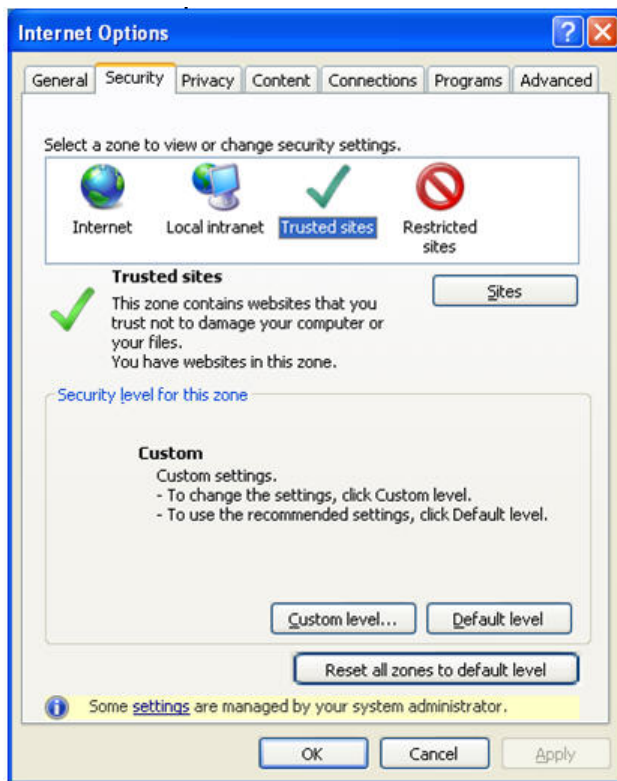 Internet Options
General Security Privacy Content Connections Programs Advanced
Select a zone to view or change security settings.
Internet Local intranet Trusted sites Restricted
sites
Trusted sites
Sites
This zone contains websites that you
trust not to damage your computer or
your files.
You have websites in this zone.
Security level for this zone
Custom
Custom settings.
- To change the settings, click Custom level.
- To use the recommended settings, click Default level.
Custom level... Default level
Reset all zones to default level
Some settings are managed by your system administrator.
OK Cancel Apply